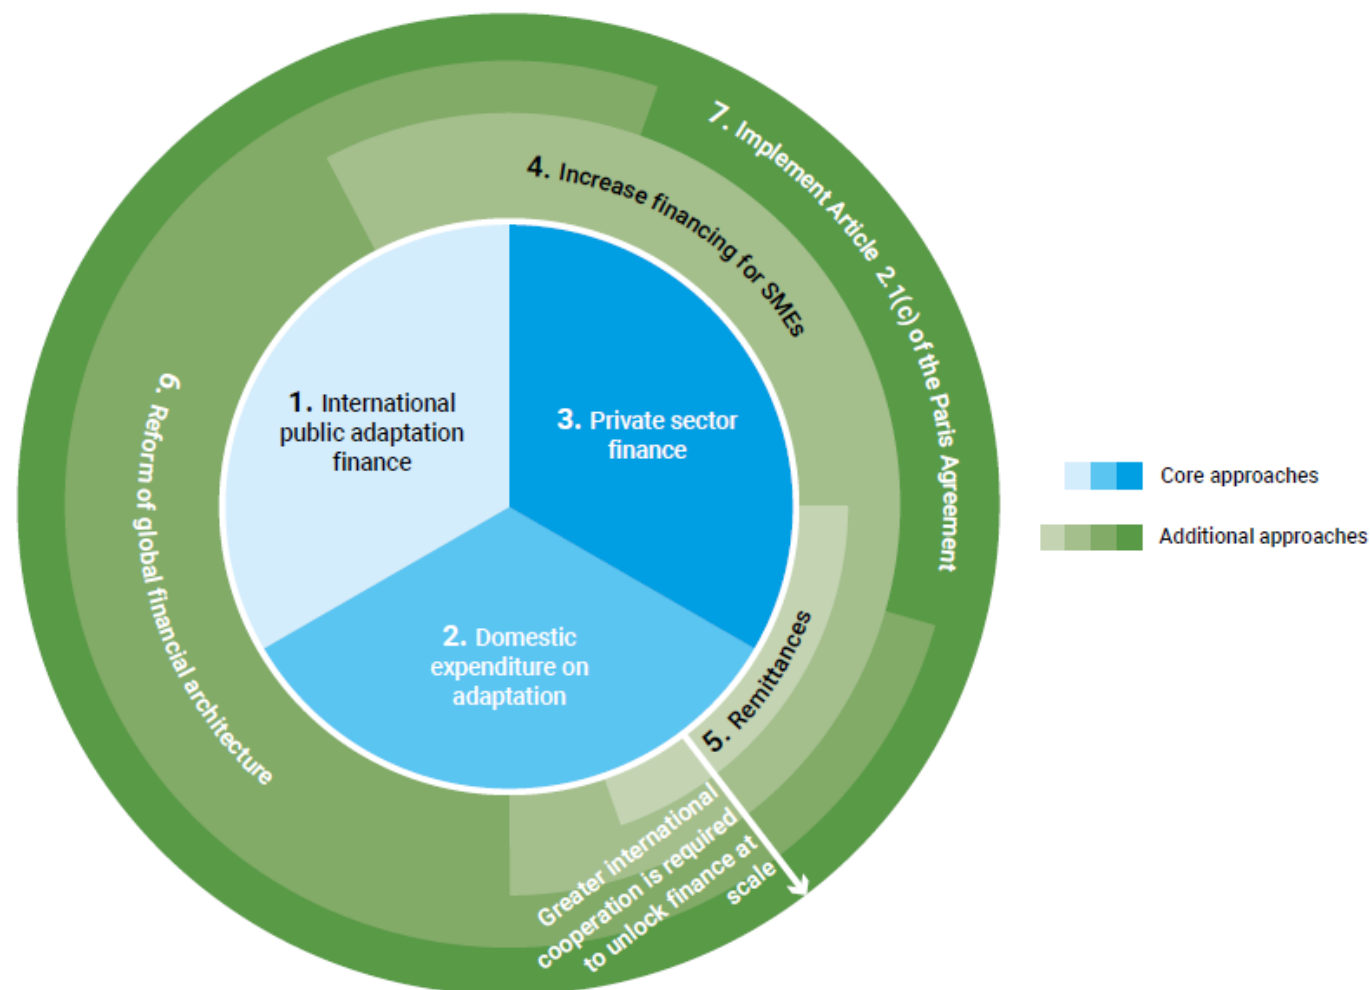 7. Implement Article 2.1(c) of the Paris Agreement
4. Increase financing for SMEs
6. Reform of global financial architecture
1. International
public adaptation
finance
3. Private sector
finance
2. Domestic
expenditure on
adaptation
5. Remittances
Greater international
cooperation is required
to unlock finance at
scale
Core approaches
Additional approaches